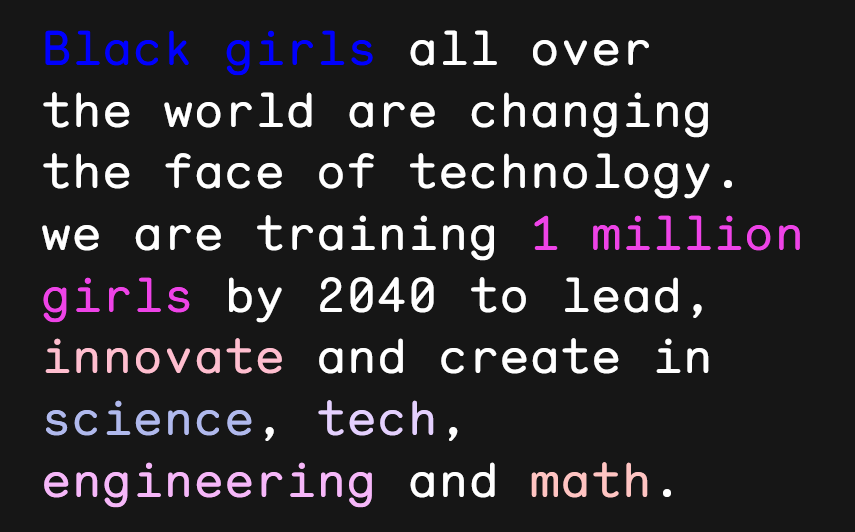 Black girls all over
the world are changing
the face of technology.
we are training 1 million
girls by 2040 to lead,
innovate and create in
science, tech,
engineering and math.